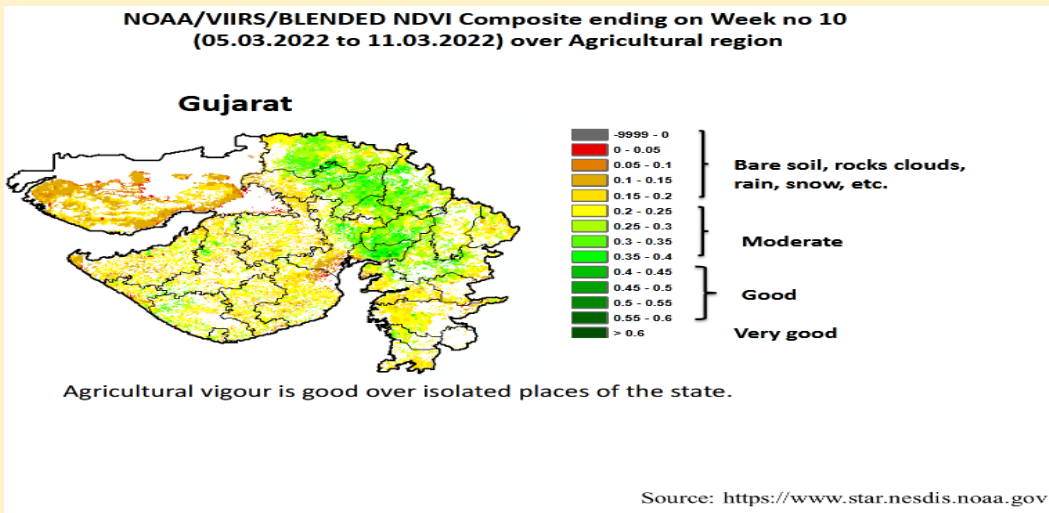 NOAA/VIIRS/BLENDED NDVI Composite ending on Week no 10
(05.03.2022 to 11.03.2022) over Agricultural region
Gujarat
-9999 - 0
0 - 0.05
0.05 - 0.1
0.1 - 0.15
0.15 - 0.2
0.2 - 0.25
0.25 - 0.3
0.3 - 0.35
0.35 - 0.4
0.4 - 0.45
0.45 - 0.5
0.5 - 0.55
0.55 - 0.6
> 0.6
Bare soil, rocks clouds,
rain, snow, etc.
Moderate
Good
Very good
Agricultural vigour is good over isolated places of the state.
Source: https://www.star.nesdis.noaa.gov